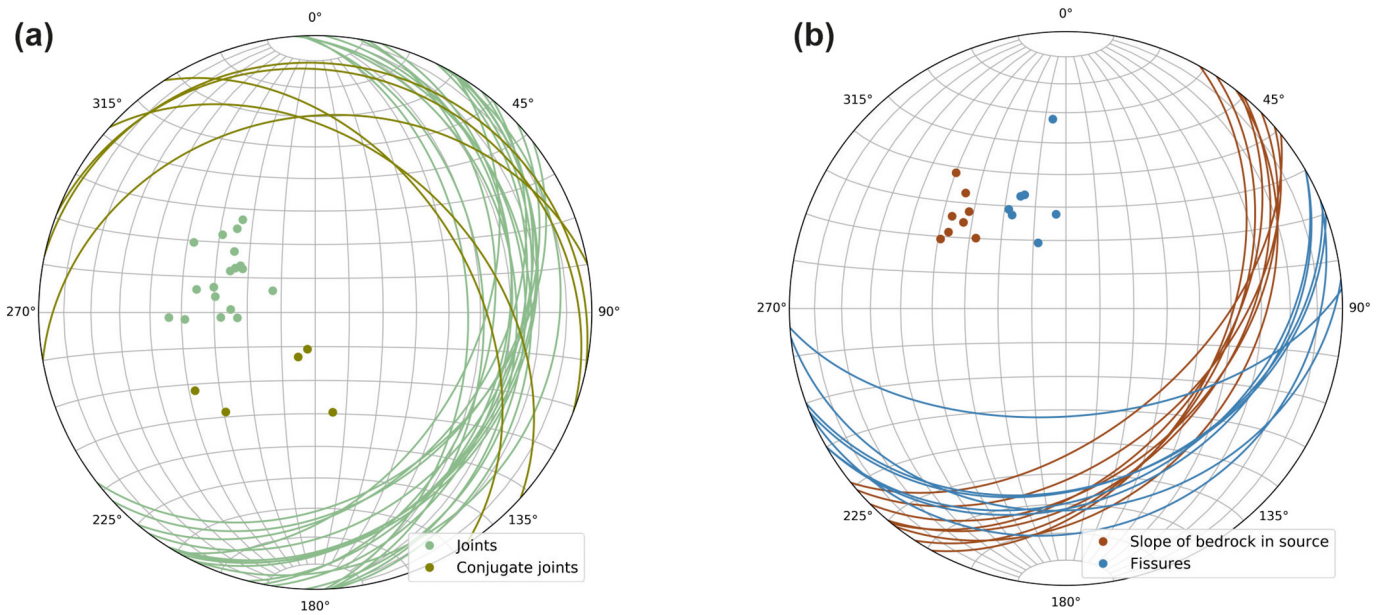 (a)
0°
45°
90°
135°
180°
225°
270°
315°
Joints
Conjugate joints
(b)
0°
45°
90°
135°
180°
225°
270°
315°
Slope of bedrock in source
Fissures